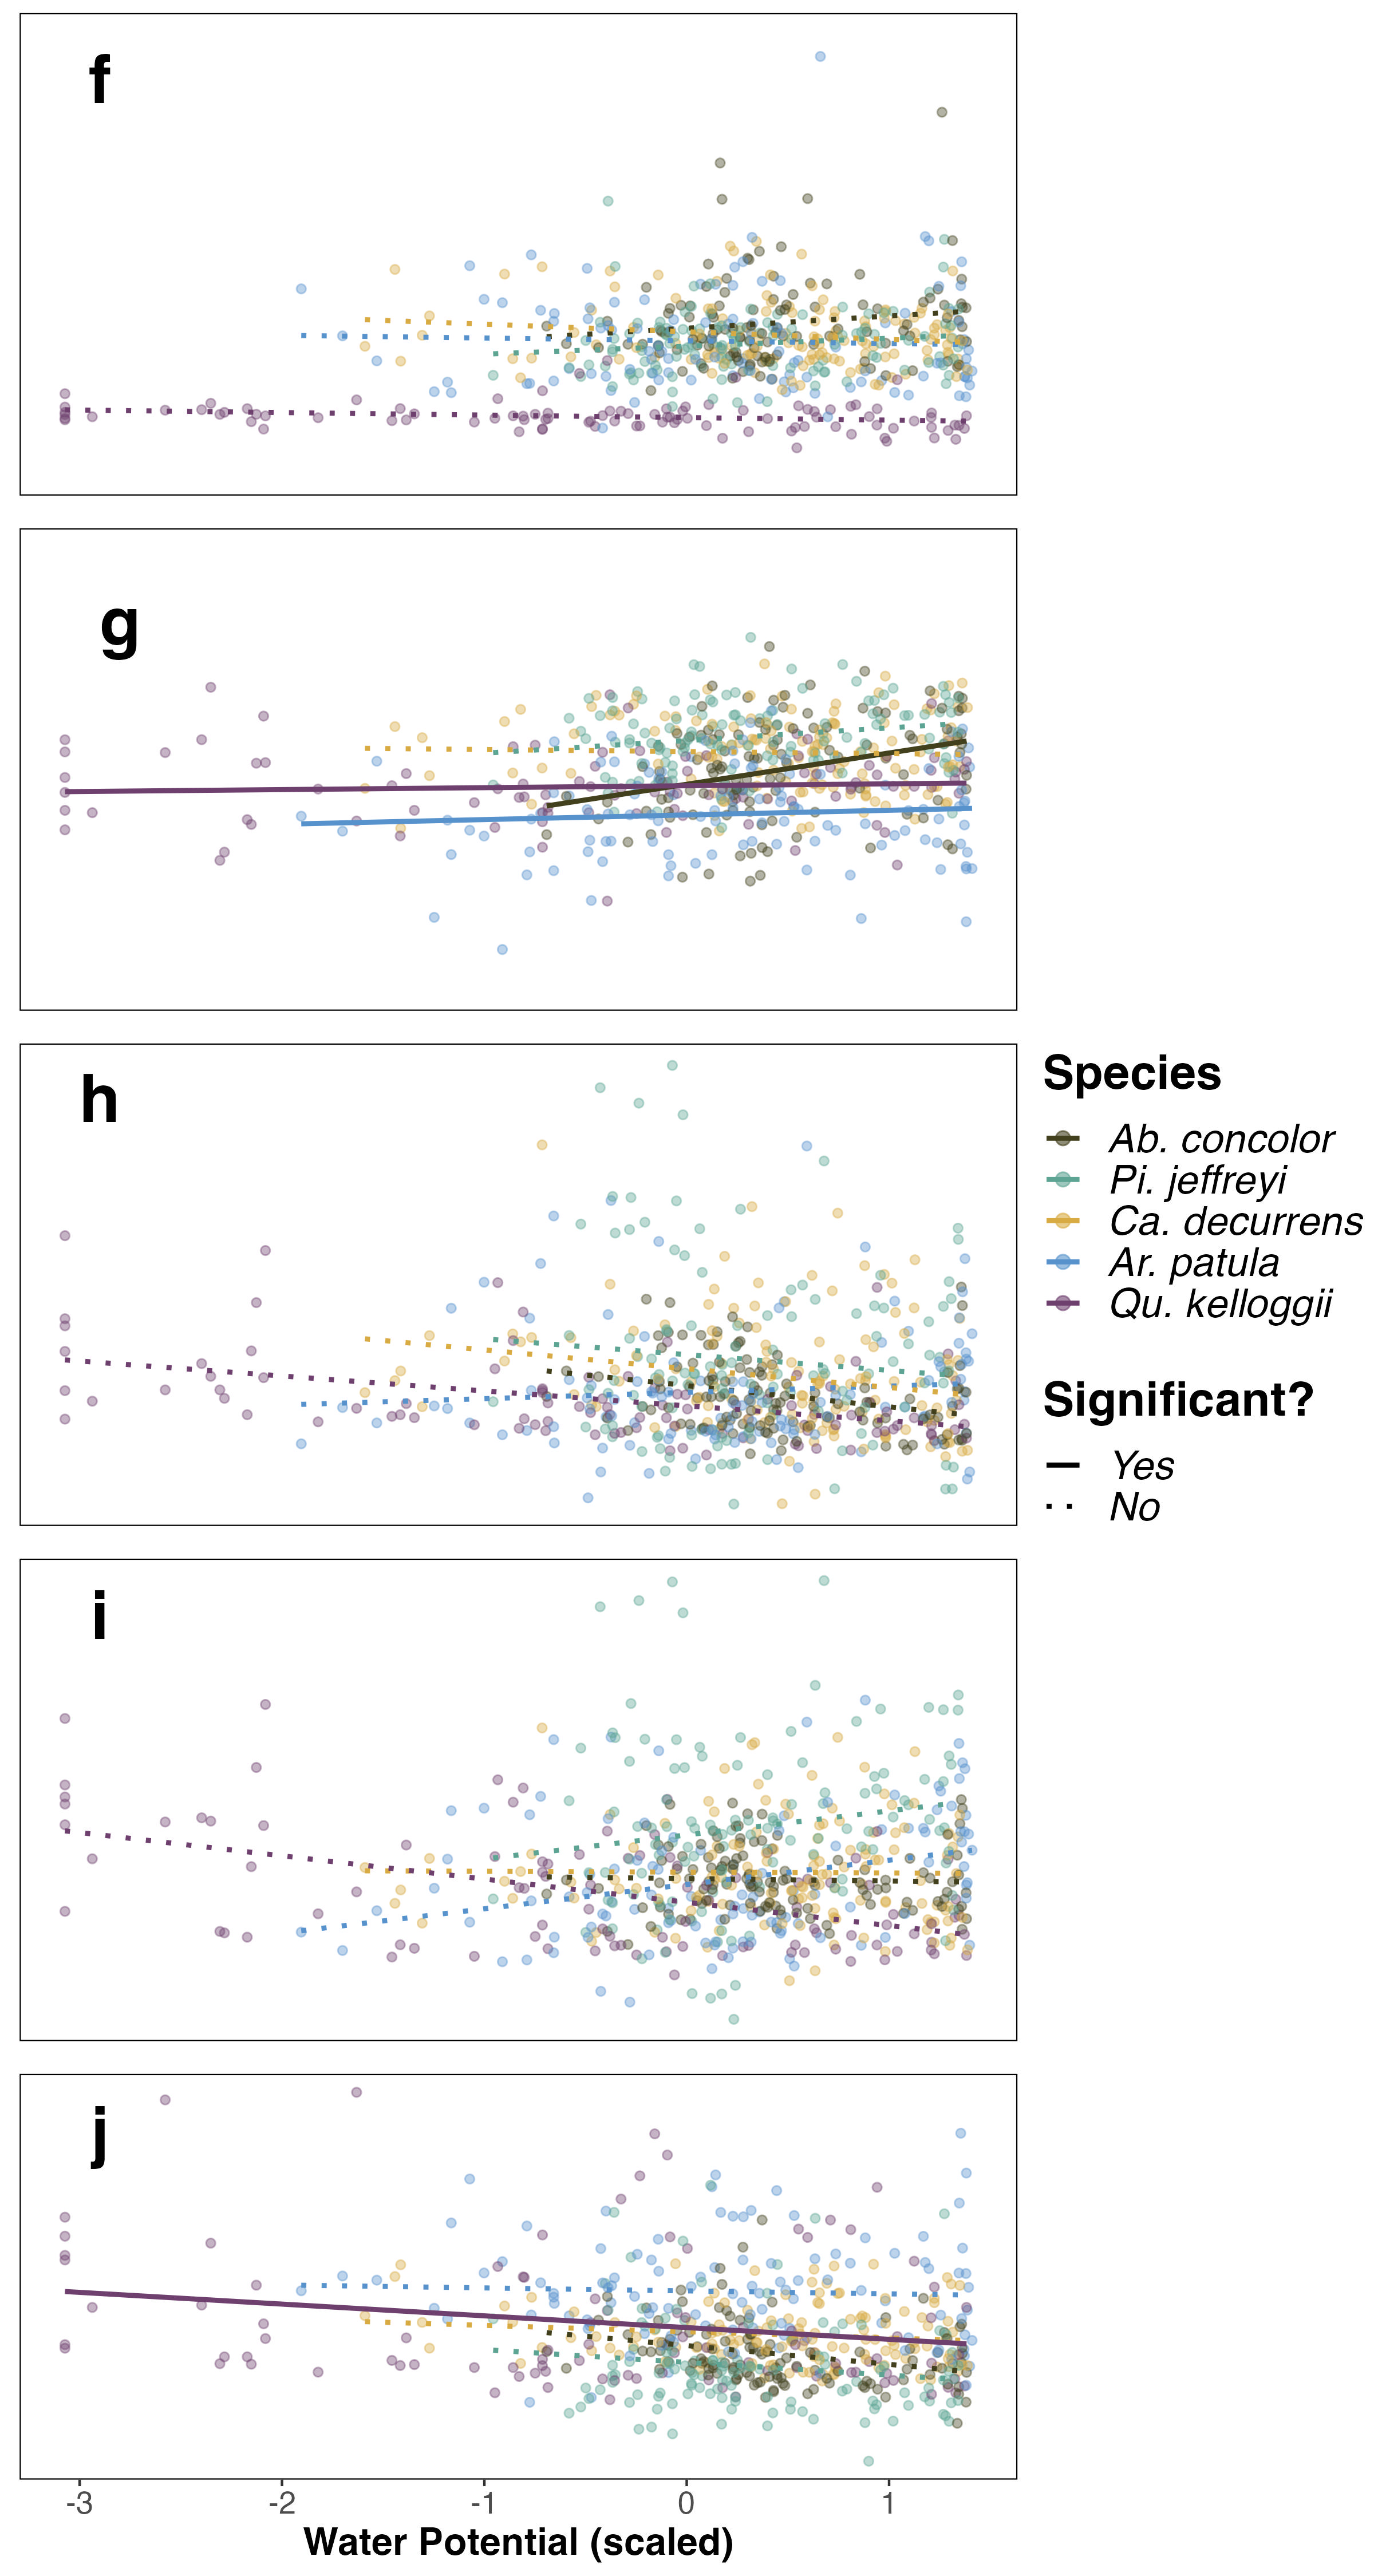 f
g
h
Species
Ab. concolor
Pi. jeffreyi
Ca. decurrens
Ar. patula
Qu. kelloggii
Significant?
Yes
No
i
j
-3 -2 -1 0 1
Water Potential (scaled)